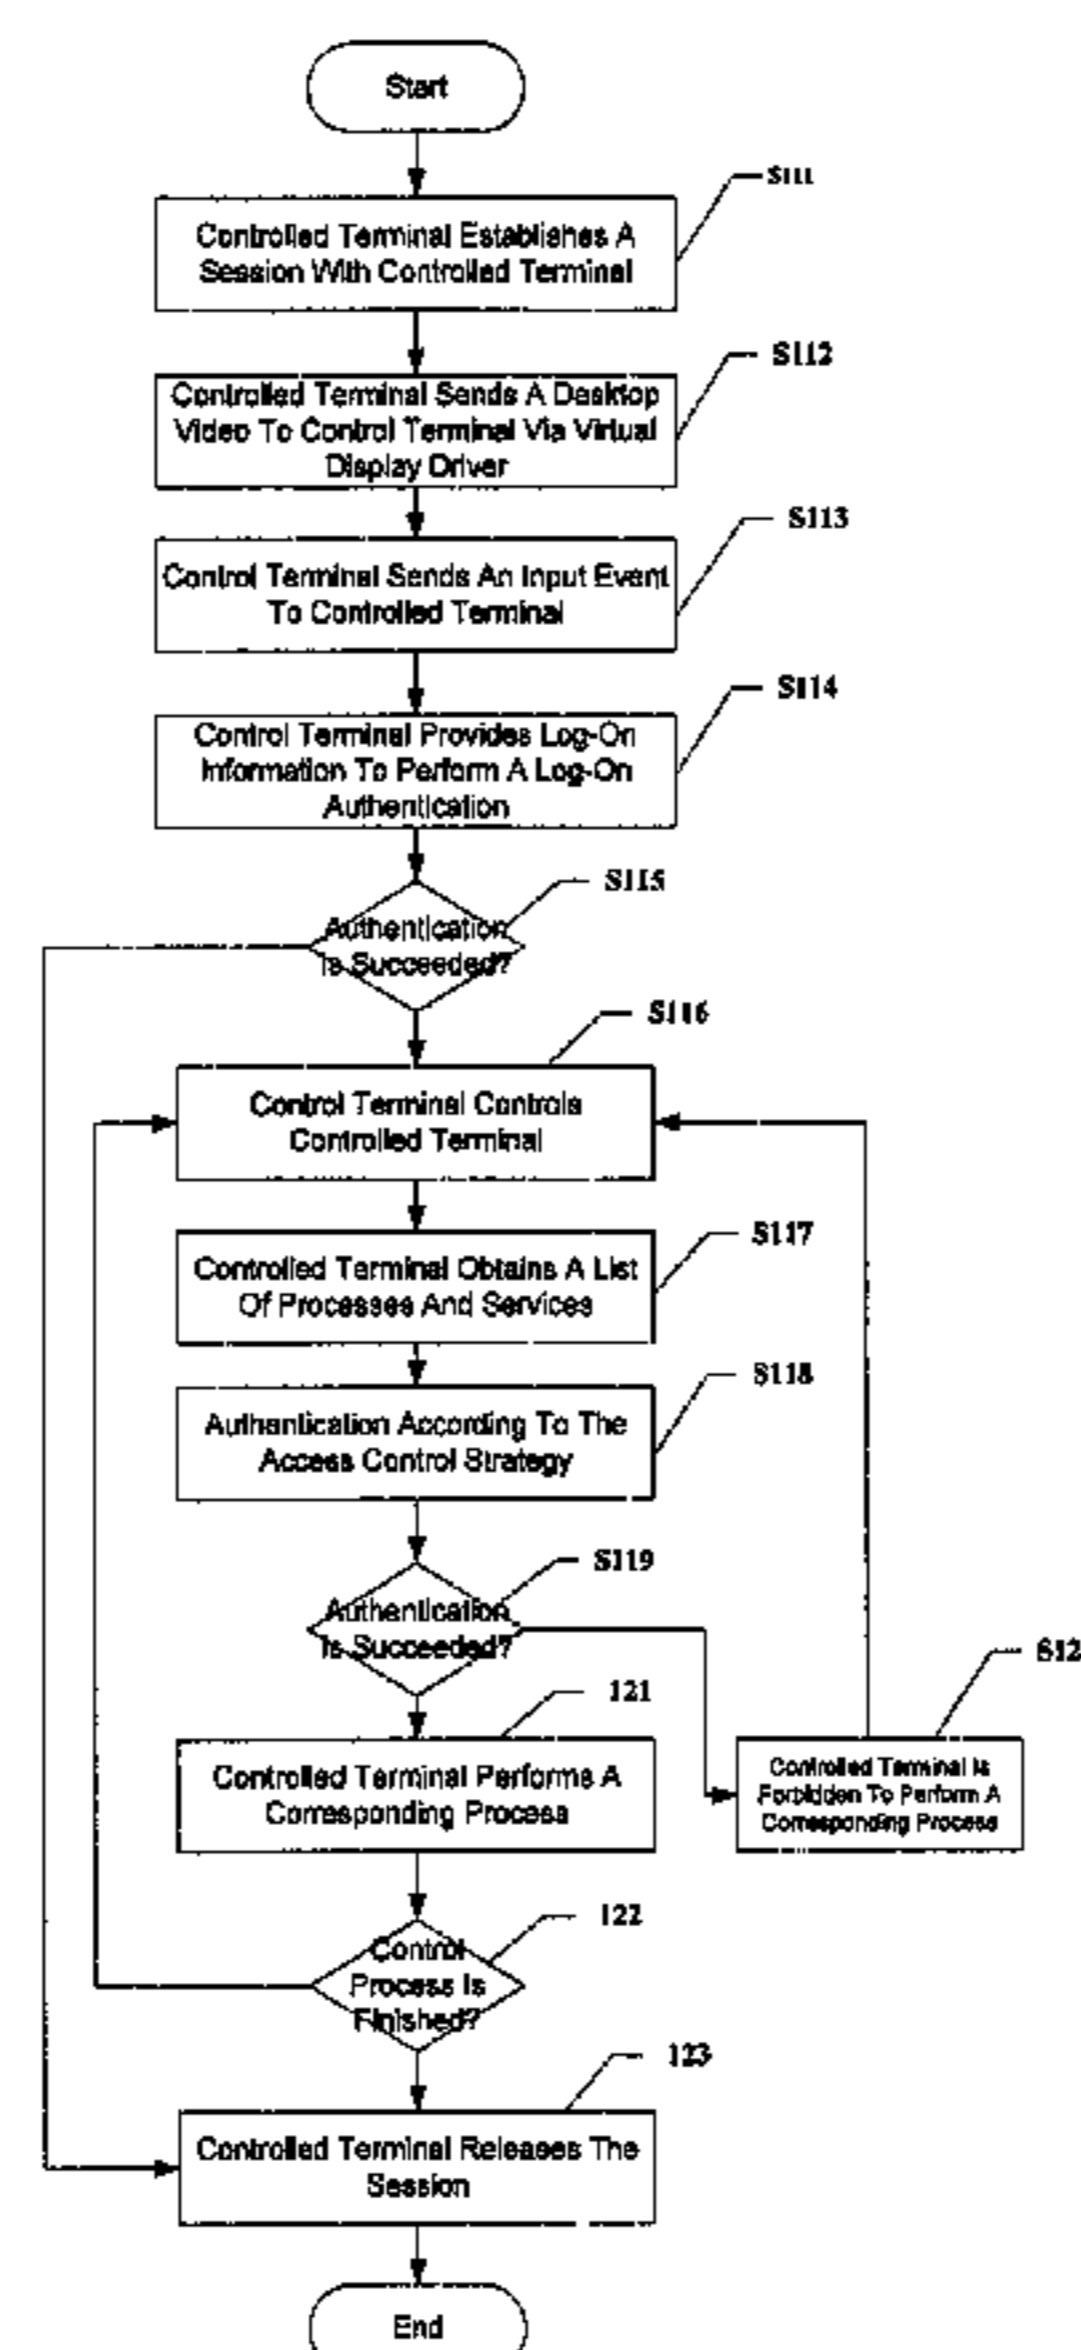 Start
S111
Controlled Terminal Establishes A
Session With Controlled Terminal
S112
Controlled Terminal Sends A Desktop
Video To Control Terminal Via Virtual
Display Driver
S113
Control Terminal Sends An Input Event
To Controlled Terminal
S114
Control Terminal Provides Log-On
Information To Perform A Log-On
Authentication
S115
Authentication
Is Succeeded?
S116
Control Terminal Controls
Controlled Terminal
S117
Controlled Terminal Obtains A List
Of Processes And Services
S118
Authentication According To The
Access Control Strategy
S119
Authentication
Is Succeeded?
S12
121
Controlled Terminal Performs A
Corresponding Process
Controlled Terminal Is
Forbidden To Perform A
Corresponding Process
122
Control
Process Is
Finished?
123
Controlled Terminal Releases The
Session
End